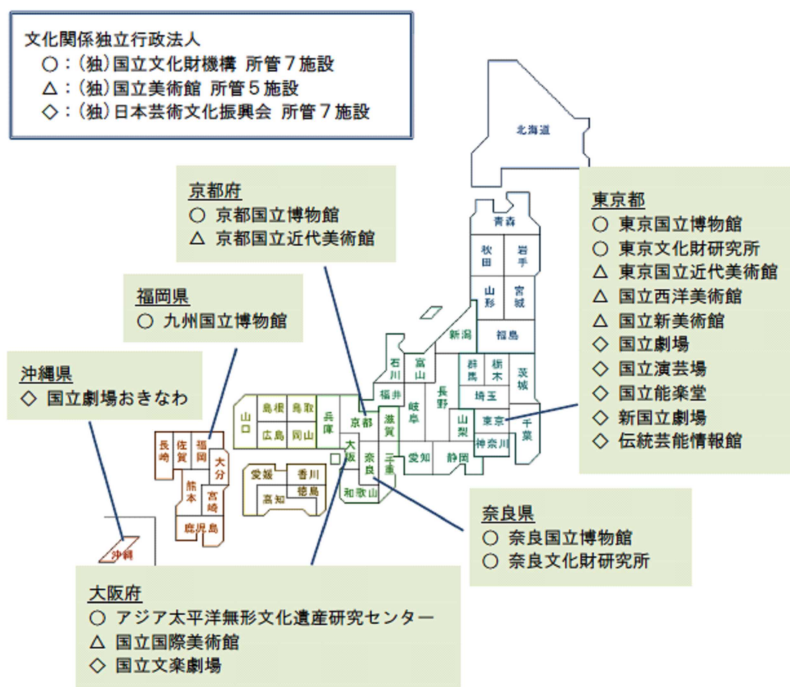 文化関係独立行政法人
○：(独)国立文化財機構 所管７施設
△：(独)国立美術館 所管５施設
◇：(独)日本芸術文化振興会 所管７施設
北海道
京都府
○ 京都国立博物館
△ 京都国立近代美術館
東京都
○ 東京国立博物館
○ 東京文化財研究所
△ 東京国立近代美術館
△ 国立西洋美術館
△ 国立新美術館
◇ 国立劇場
◇ 国立演芸場
◇ 国立能楽堂
◇ 新国立劇場
◇ 伝統芸能情報館
福岡県
○ 九州国立博物館
沖縄県
◇ 国立劇場おきなわ
青森
秋田
岩手
山形
宮城
新潟
福島
石川
富山
群馬
栃木
茨城
福井
岐阜
長野
埼玉
山梨
東京
千葉
神奈川
山口
島根
鳥取
広島
岡山
兵庫
京都
滋賀
大阪
奈良
三重
愛知
静岡
和歌山
長崎
佐賀
福岡
大分
熊本
宮崎
鹿児島
愛媛
香川
高知
徳島
沖縄
奈良県
○ 奈良国立博物館
○ 奈良文化財研究所
大阪府
○ アジア太平洋無形文化遺産研究センター
△ 国立国際美術館
◇ 国立文楽劇場